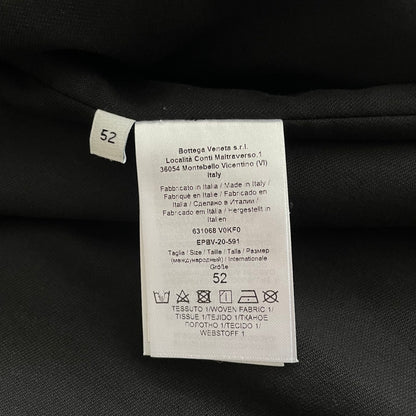 52
Bottega Veneta s.r.l.
Località Conti Maltraverso,1
36054 Montebello Vicentino (VI)
Italy
Fabbricato in Italia / Made in Italy /
Fabriqué en Italie / Fabricado en
Italia / Сделано в Италии /
Fabricado em Itália / Hergestellt in
Italien
631068 V0KF0
EPBV-20-591
Taglia / Size / Taille / Talla / Размер
(международный) / Internationale
Größe
52
TESSUTO 1/WOVEN FABRIC 1/
TISSUE 1/TEJIDO 1/ТКАНОЕ
ПОЛОТНО 1/TECIDO 1/
WEBSTOFF 1